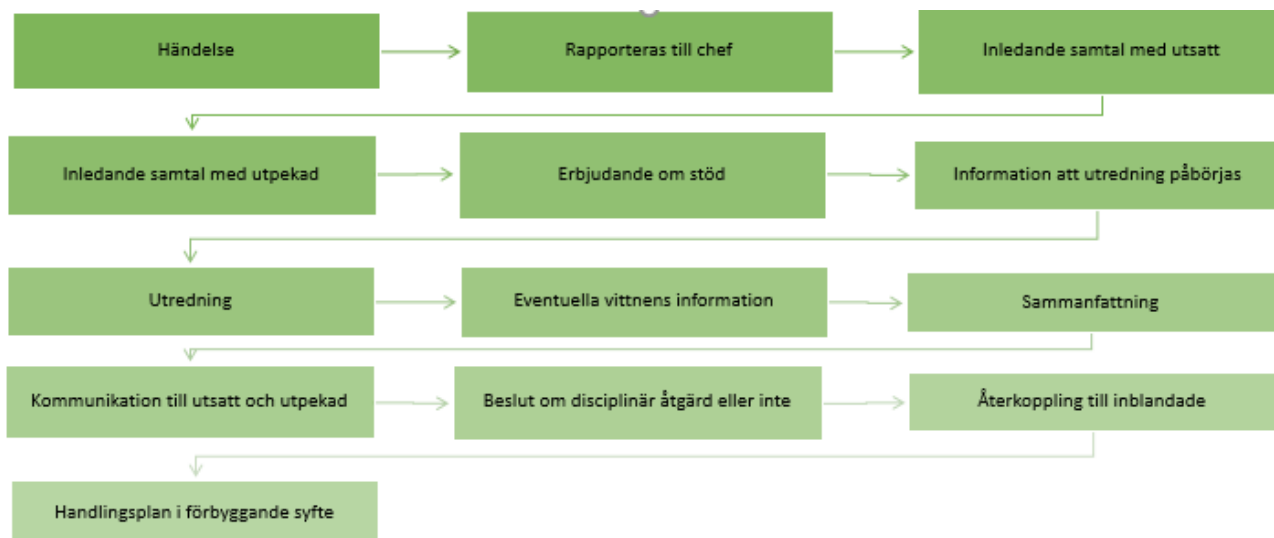 Händelse
Rapporteras till chef
Inledande samtal med utsatt
Inledande samtal med utpekad
Erbjudande om stöd
Information att utredning påbörjas
Utredning
Eventuella vittnens information
Sammanfattning
Kommunikation till utsatt och utpekad
Beslut om disciplinär åtgärd eller inte
Återkoppling till inblandade
Handlingsplan i förbyggande syfte